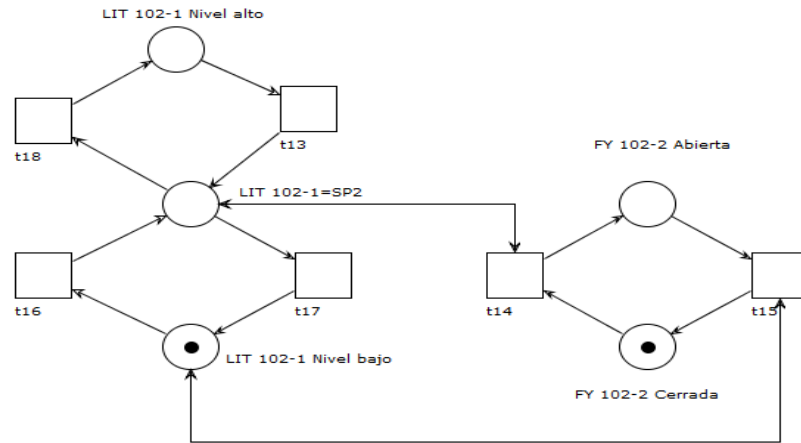 LIT 102-1 Nivel alto
t18
t13
FY 102-2 Abierta
LIT 102-1=SP2
t16
t17
t14
t15
LIT 102-1 Nivel bajo
FY 102-2 Cerrada